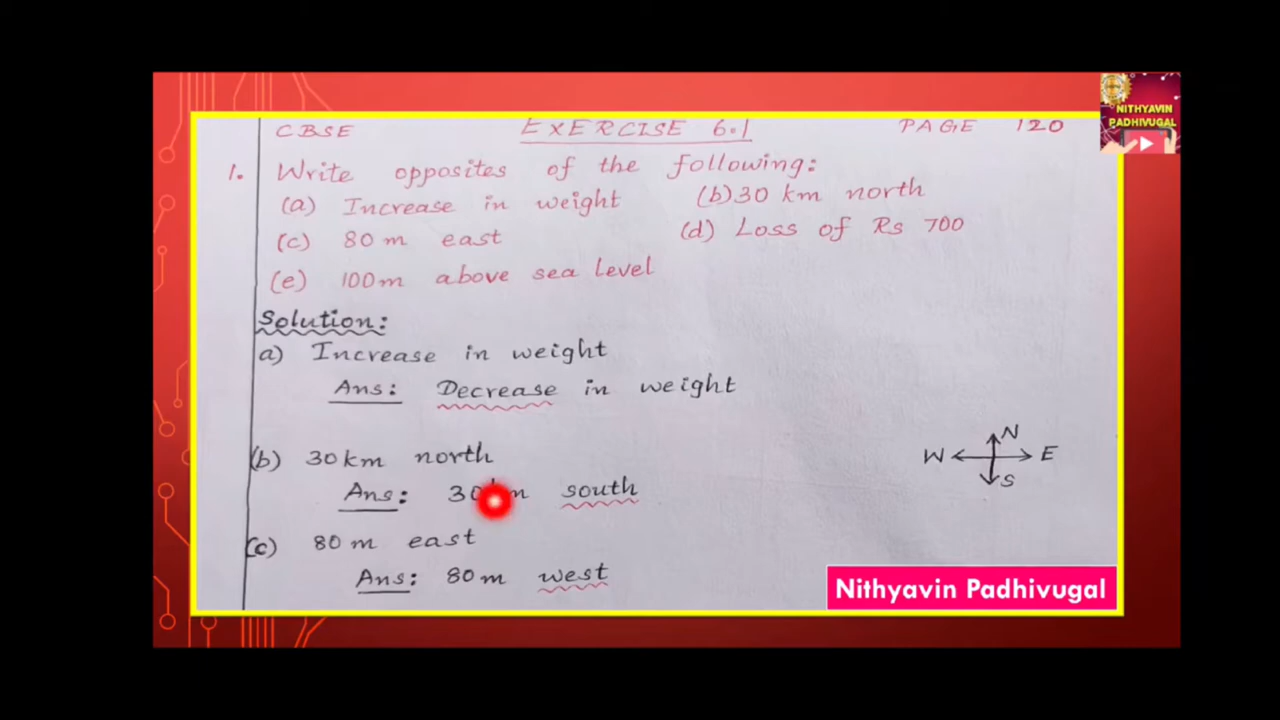 CBSE EXERCISE 6.1 PAGE 120
1. Write opposites of the following:
(a) Increase in weight (b) 30 km north
(c) 80 m east (d) Loss of Rs 700
(e) 100m above sea level
Solution:
a) Increase in weight
Ans: Decrease in weight
(b) 30km north
Ans: 30km south
(c) 80 m east
Ans: 80m west
N
W E
S
NITHYAVIN
PADHIVUGAL
Nithyavin Padhivugal